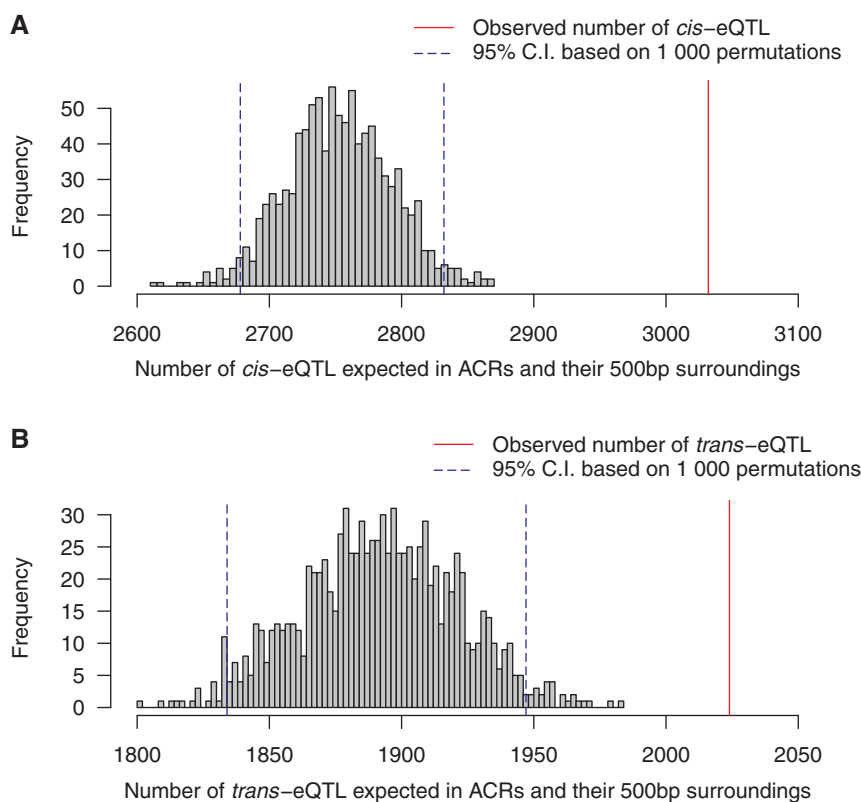 A
Observed number of cis−eQTL
95% C.I. based on 1 000 permutations
Frequency
50
40
30
20
10
0
2600 2700 2800 2900 3000 3100
Number of cis−eQTL expected in ACRs and their 500bp surroundings
B
Observed number of trans−eQTL
95% C.I. based on 1 000 permutations
Frequency
30
25
20
15
10
5
0
1800 1850 1900 1950 2000 2050
Number of trans−eQTL expected in ACRs and their 500bp surroundings